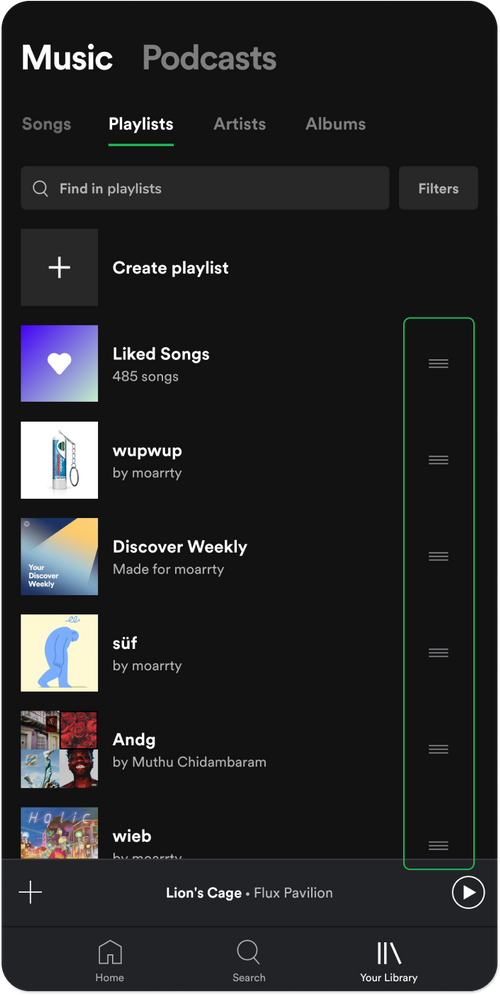 Music Podcasts
Songs Playlists Artists Albums
Find in playlists Filters
Create playlist
Liked Songs
485 songs
wupwup
by moarrty
Your
Discover
Weekly
Discover Weekly
Made for moarrty
süf
by moarrty
Andg
by Muthu Chidambaram
HOLIC
wieb
by moarrty
Lion's Cage • Flux Pavilion
Home Search Your Library